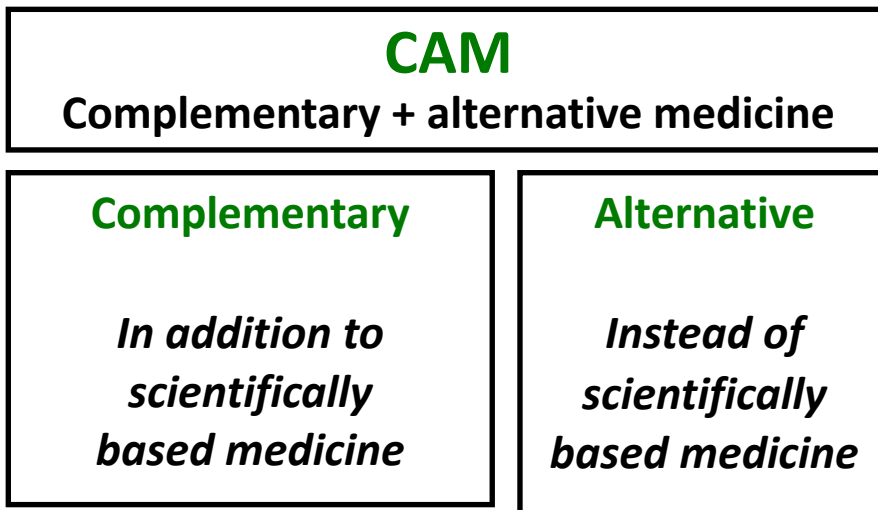 CAM
Complementary + alternative medicine
Complementary
In addition to
scientifically
based medicine
Alternative
Instead of
scientifically
based medicine